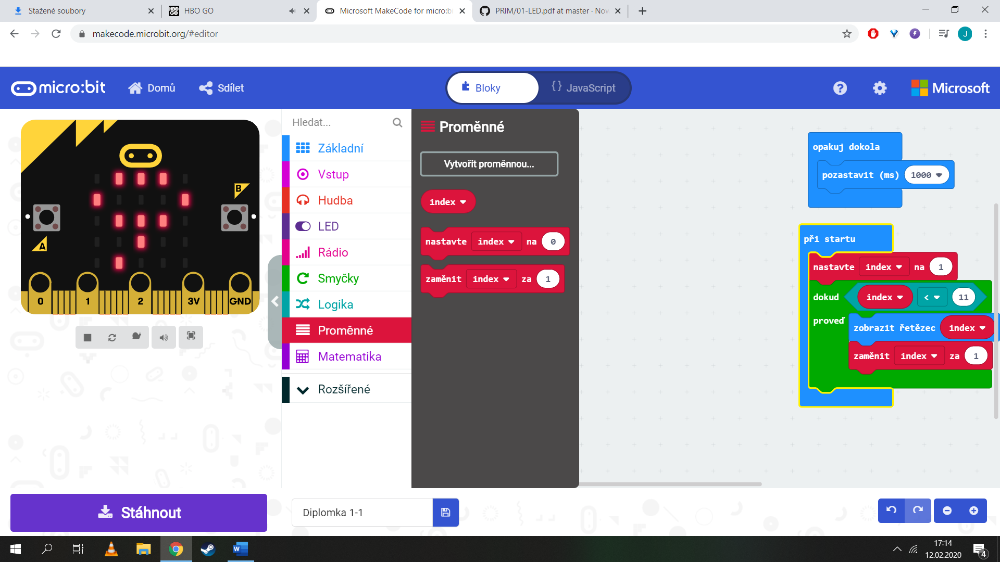 Stažené soubory
HBO GO
Microsoft MakeCode for micro:bi
PRIM/01-LED.pdf at master · Now
makecode.microbit.org/#editor
J
micro:bit
Domů
Sdílet
Bloky
{} JavaScript
Microsoft
Hledat...
Základní
Vstup
Hudba
LED
Rádio
Smyčky
Logika
Proměnné
Matematika
Rozšířené
Proměnné
Vytvořit proměnnou...
index
nastavte index na 0
zaměnit index za 1
opakuj dokola
pozastavit (ms) 1000
při startu
nastavte index na 1
dokud index < 11
proveď
zobrazit řetězec index
zaměnit index za 1
B
A
0 1 2 3V GND
Stáhnout
Diplomka 1-1
17:14
12.02.2020
4